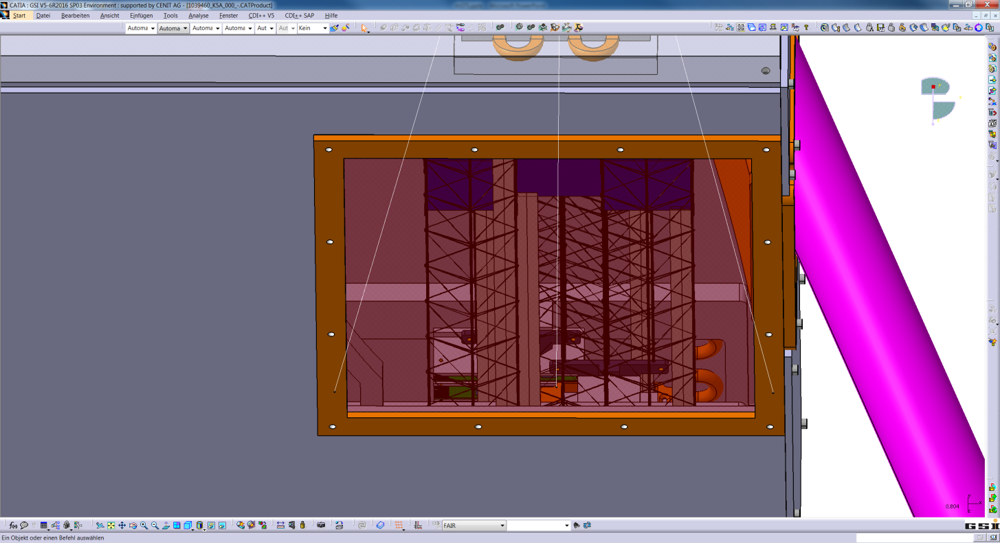 CATIA : GSI V5-6R2016 SP03 Environment : supported by CENIT AG - [1039460_KSA_000_-.CATProduct]
Start Datei Bearbeiten Ansicht Einfügen Tools Analyse Fenster CDI++ V5 CDI++ SAP Hilfe
Automa Automa Automa Automa Aut Aut Kein
0.804
FAIR
GSI
Ein Objekt oder einen Befehl auswählen